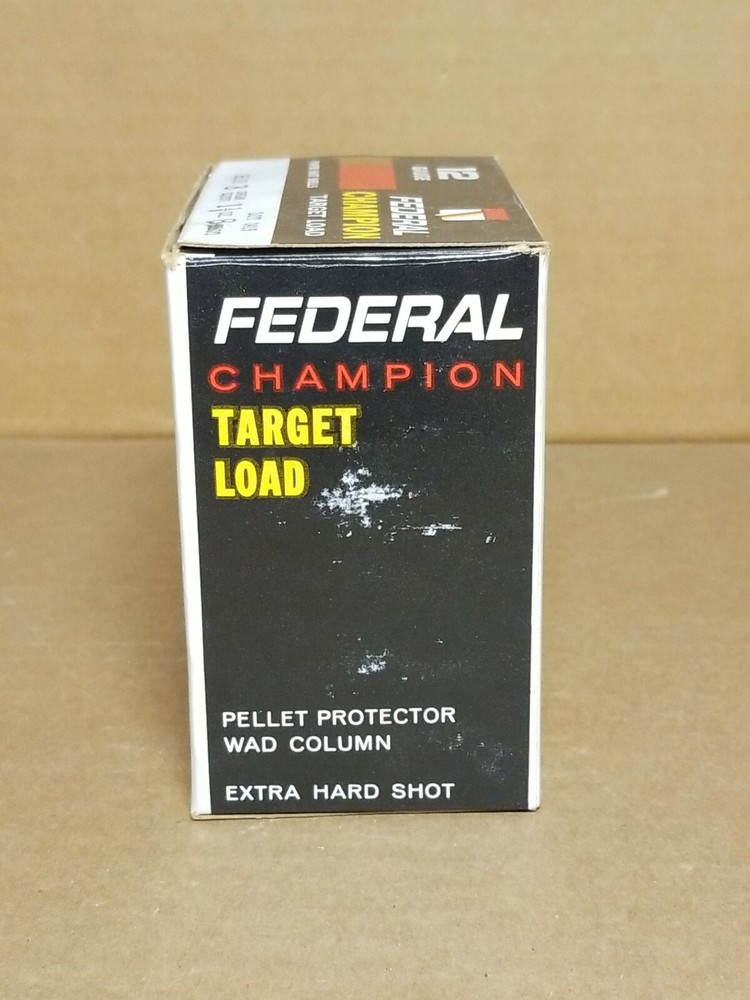 12
GAUGE
FEDERAL
CHAMPION
TARGET LOAD
FEDERAL
CHAMPION
TARGET
LOAD
PELLET PROTECTOR
WAD COLUMN
EXTRA HARD SHOT